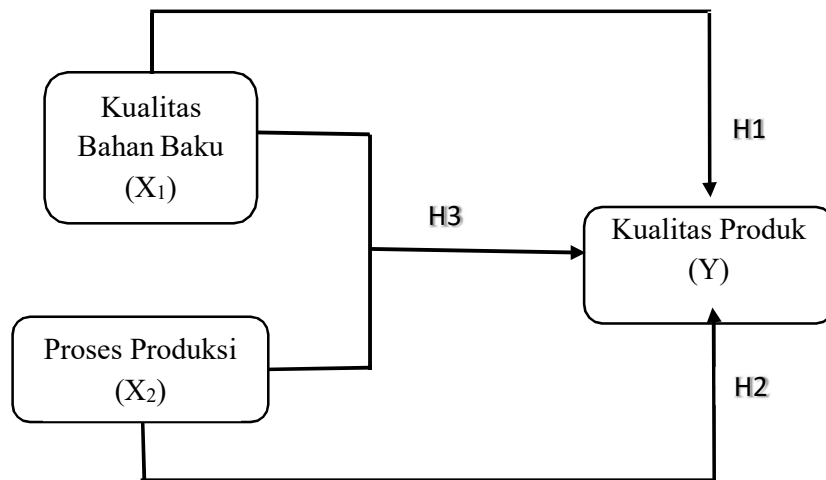 Kualitas
Bahan Baku
(X₁)
H1
H3
Kualitas Produk
(Y)
Proses Produksi
(X₂)
H2